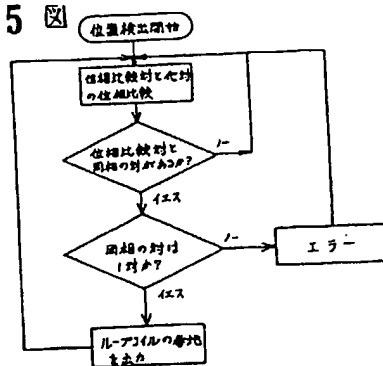 5 図
位置検出開始
位相比較対と他対
の位相比較
位相比較対と
同相の対があるか?
ノー
イエス
同相の対は
1対か?
ノー
エラー
イエス
ループコイルの番地
を出力